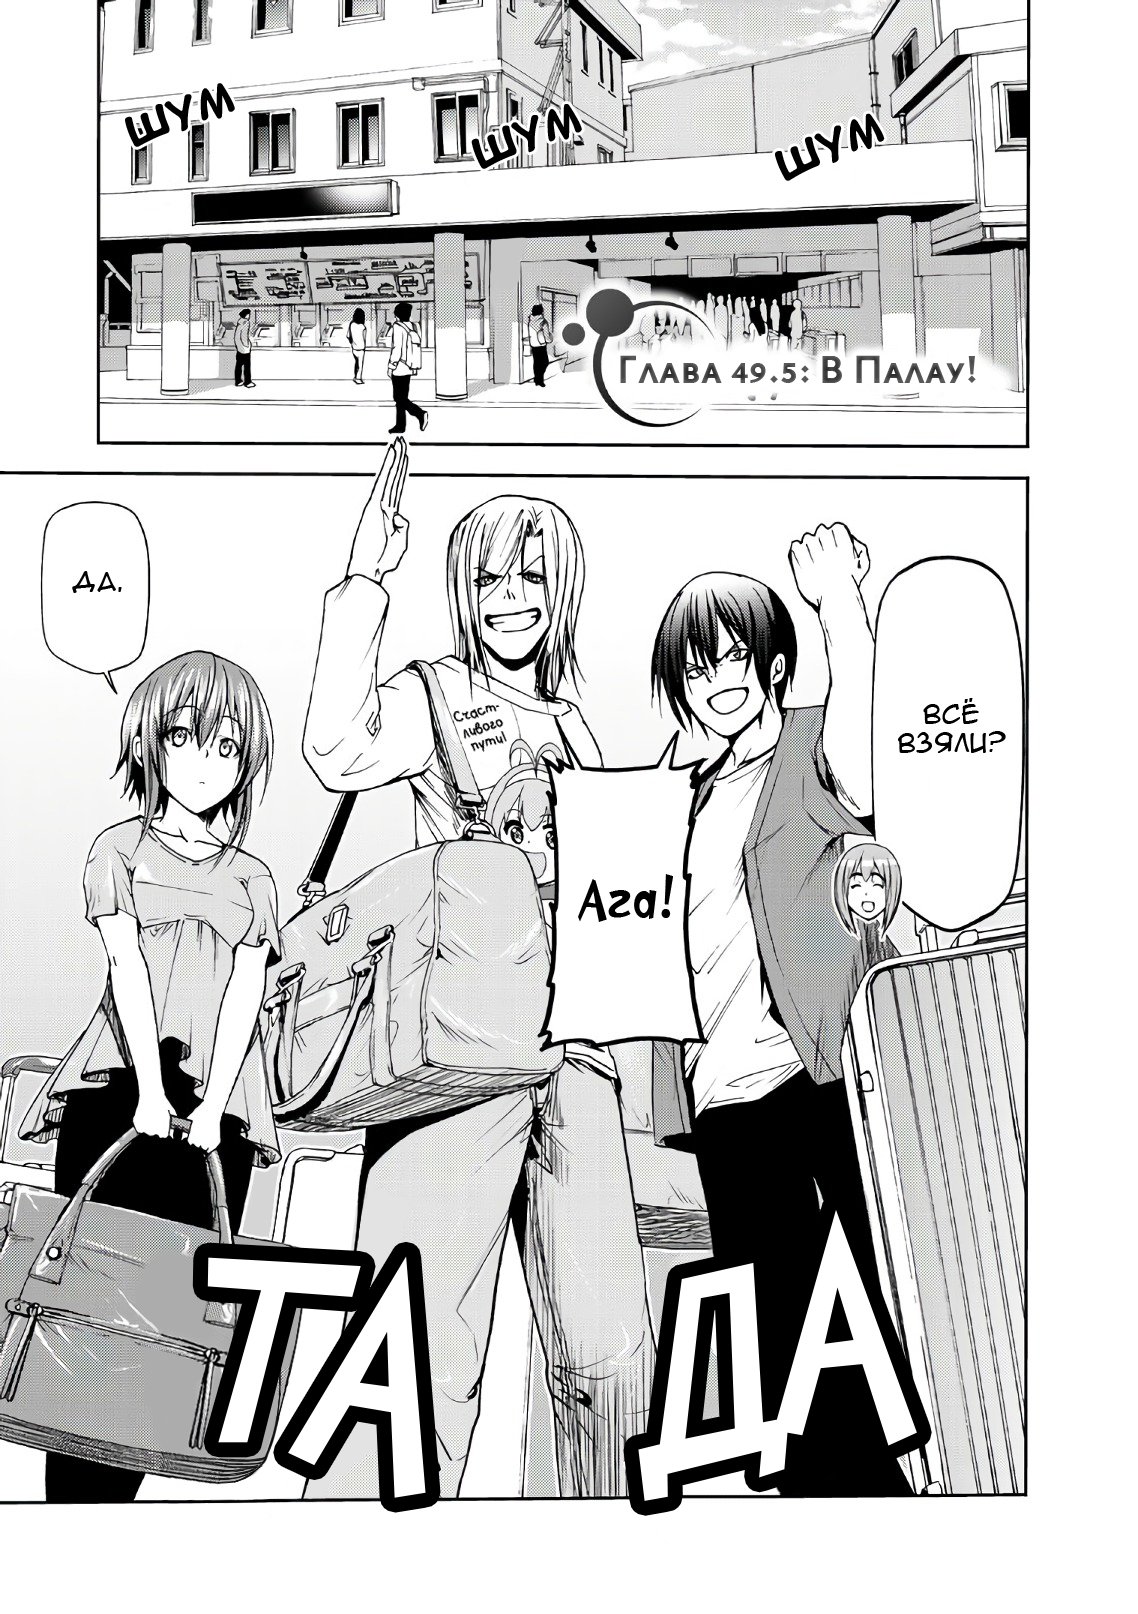 ШУМ
ШУМ
ШУМ
Глава 49.5: В Палау!
ВСЁ
ВЗЯЛИ?
Ага!
ДА.
Счаст-
ливого
пути!
ТА ДА